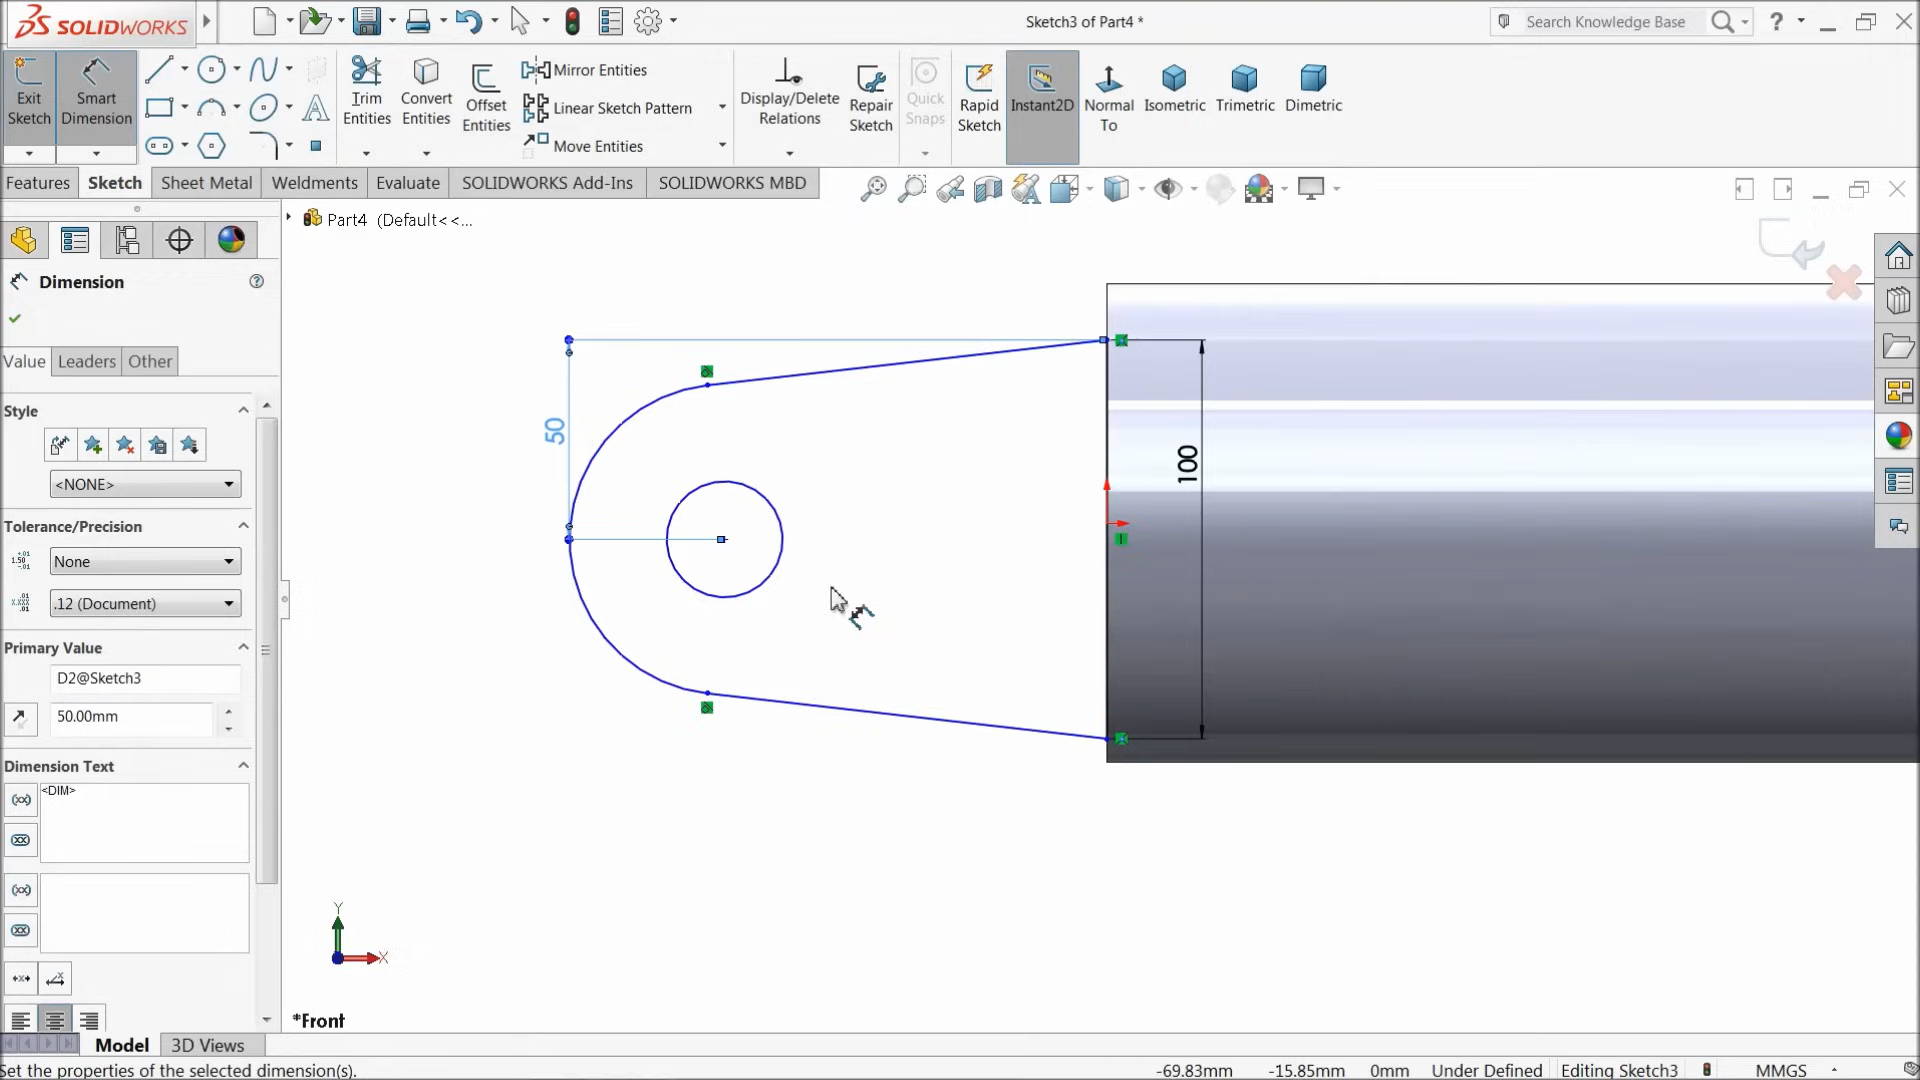 SOLIDWORKS
Sketch3 of Part4 *
Search Knowledge Base
?
Exit Sketch
Smart Dimension
Trim Entities
Convert Entities
Offset Entities
Mirror Entities
Linear Sketch Pattern
Move Entities
Display/Delete Relations
Repair Sketch
Quick Snaps
Rapid Sketch
Instant2D
Normal To
Isometric
Trimetric
Dimetric
Features
Sketch
Sheet Metal
Weldments
Evaluate
SOLIDWORKS Add-Ins
SOLIDWORKS MBD
Part4 (Default<<...
Dimension
?
Value
Leaders
Other
Style
<NONE>
Tolerance/Precision
None
.12 (Document)
Primary Value
D2@Sketch3
50.00mm
Dimension Text
<DIM>
50
100
Y
X
*Front
Model
3D Views
Set the properties of the selected dimension(s).
-69.83mm
-15.85mm
0mm
Under Defined
Editing Sketch3
MMGS